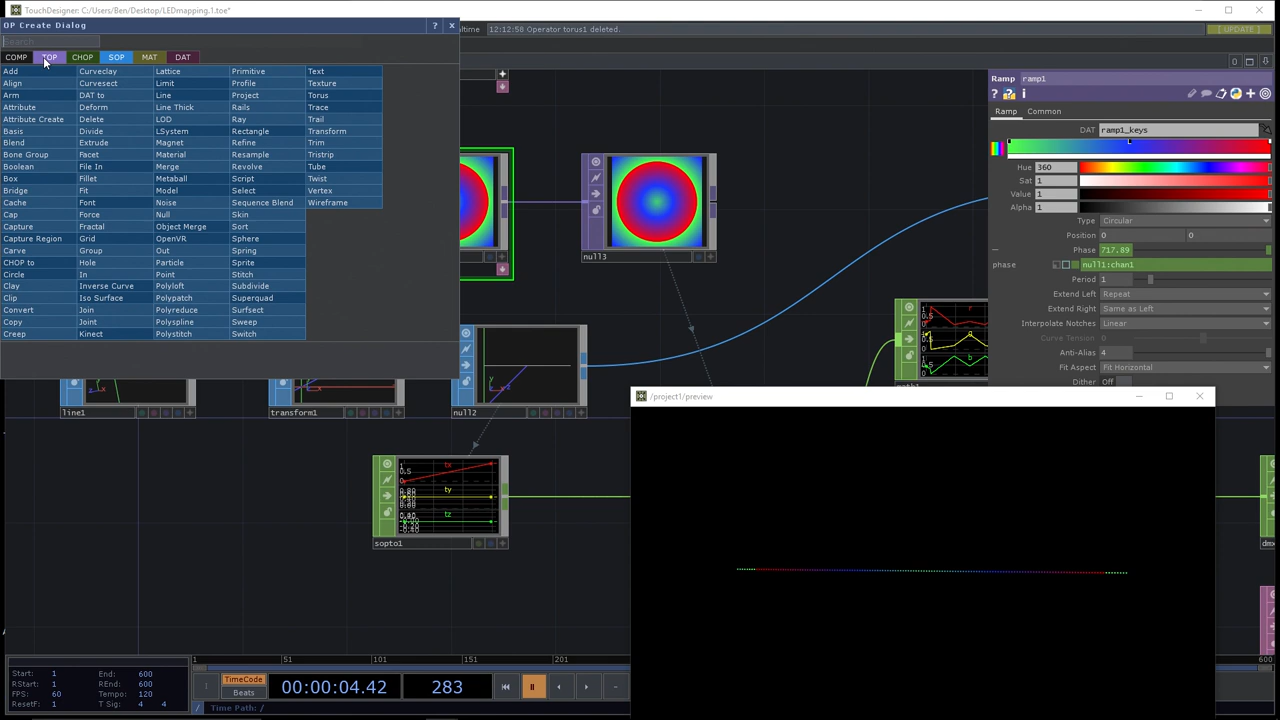 TouchDesigner: C:/Users/Ben/Desktop/LEDmapping.1.toe*
OP Create Dialog
? x
ltime 12:12:58 Operator torus1 deleted.
[ UPDATE ]
Search
COMP TOP CHOP SOP MAT DAT
0
Add Curveclay Lattice Primitive Text
Align Curvesect Limit Profile Texture
Arm DAT to Line Project Torus
Attribute Deform Line Thick Rails Trace
Attribute Create Delete LOD Ray Trail
Basis Divide LSystem Rectangle Transform
Blend Extrude Magnet Refine Trim
Bone Group Facet Material Resample Tristrip
Boolean File In Merge Revolve Tube
Box Fillet Metaball Script Twist
Bridge Fit Model Select Vertex
Cache Font Noise Sequence Blend Wireframe
Cap Force Null Skin
Capture Fractal Object Merge Sort
Capture Region Grid OpenVR Sphere
Carve Group Out Spring
CHOP to Hole Particle Sprite
Circle In Point Stitch
Clay Inverse Curve Polyloft Subdivide
Clip Iso Surface Polypatch Superquad
Convert Join Polyreduce Surfsect
Copy Joint Polyspline Sweep
Creep Kinect Polystitch Switch
Ramp ramp1
? ? i
Ramp Common
DAT ramp1_keys
Hue 360
Sat 1
Value 1
Alpha 1
Type Circular
Position 0 0
Phase 717.89
phase null1:chan1
Period 1
Extend Left Repeat
Extend Right Same as Left
Interpolate Notches Linear
Curve Tension
Anti-Alias 4
Fit Aspect Fit Horizontal
Dither Off
null3
line1 transform1 null2
/project1/preview
tx
ty
tz
sopto1
dmx
Start: 1 End: 600
RStart: 1 REnd: 600
FPS: 60 Tempo: 120
ResetF: 1 T Sig: 4 4
1 51 101 151 201
600
TimeCode
Beats
00:00:04.42
283
/ Time Path: /